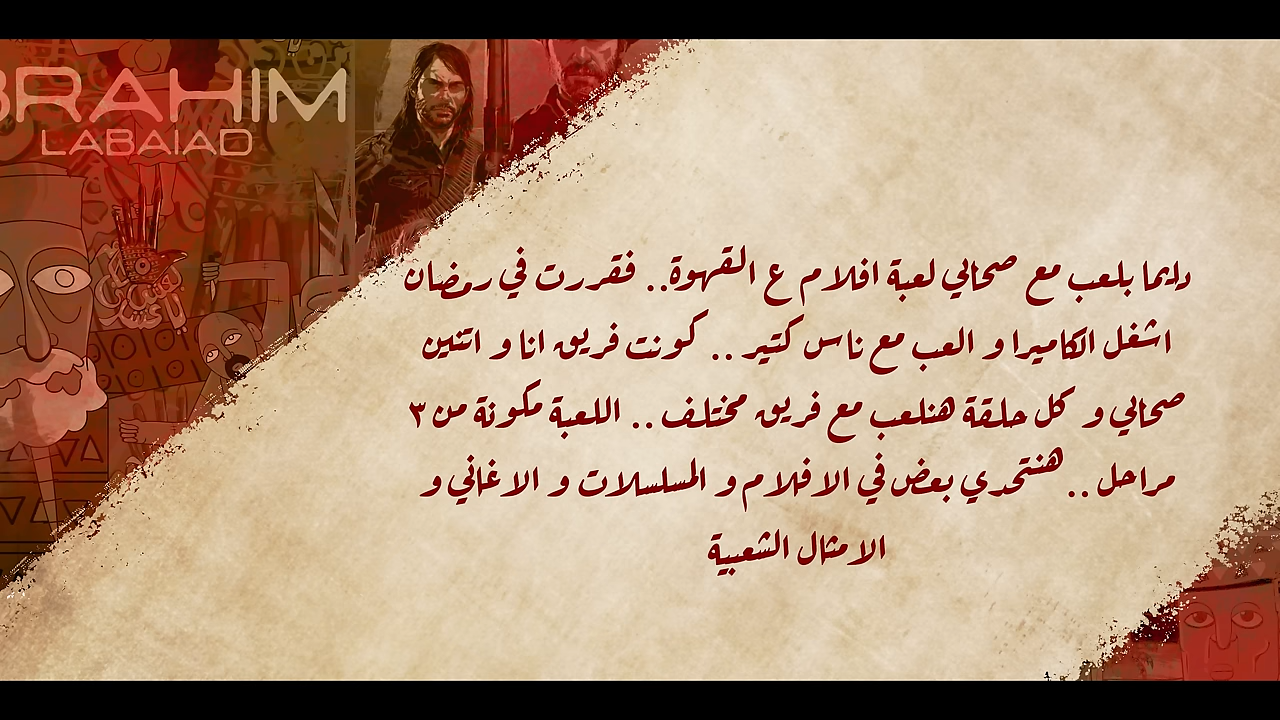 BRAHIM
LABAIAD
دايما بلعب مع صحابي لعبة افلام ع القهوة.. فقررت في رمضان
اشغل الكاميرا و العب مع ناس كتير .. كونت فريق انا و اتنين
صحابي و كل حلقة هنلعب مع فريق مختلف .. اللعبة مكونة من ٣
مراحل .. هنتحدي بعض في الافلام و المسلسلات و الاغاني و
الامثال الشعبية